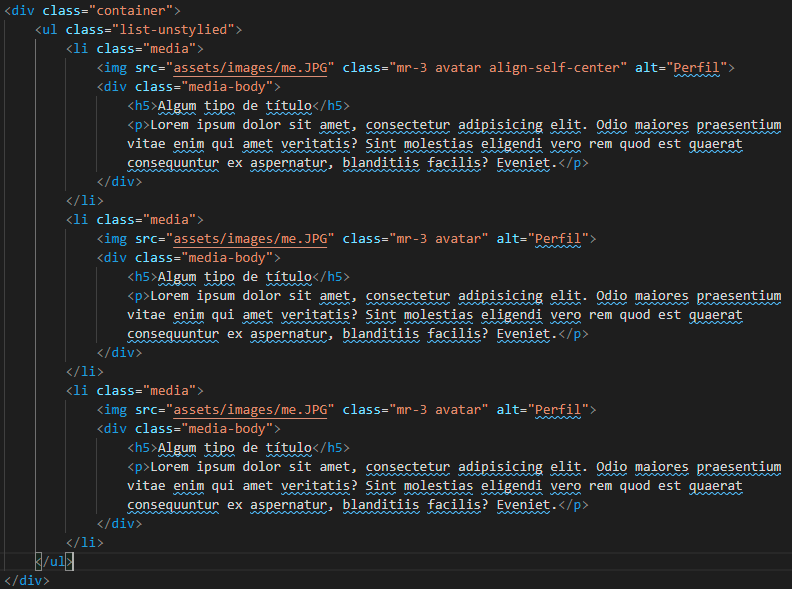 <div class="container">
<ul class="list-unstylied">
<li class="media">
<img src="assets/images/me.JPG" class="mr-3 avatar align-self-center" alt="Perfil">
<div class="media-body">
<h5>Algum tipo de título</h5>
<p>Lorem ipsum dolor sit amet, consectetur adipisicing elit. Odio maiores praesentium
vitae enim qui amet veritatis? Sint molestias eligendi vero rem quod est quaerat
consequuntur ex aspernatur, blanditiis facilis? Eveniet.</p>
</div>
</li>
<li class="media">
<img src="assets/images/me.JPG" class="mr-3 avatar" alt="Perfil">
<div class="media-body">
<h5>Algum tipo de título</h5>
<p>Lorem ipsum dolor sit amet, consectetur adipisicing elit. Odio maiores praesentium
vitae enim qui amet veritatis? Sint molestias eligendi vero rem quod est quaerat
consequuntur ex aspernatur, blanditiis facilis? Eveniet.</p>
</div>
</li>
<li class="media">
<img src="assets/images/me.JPG" class="mr-3 avatar" alt="Perfil">
<div class="media-body">
<h5>Algum tipo de título</h5>
<p>Lorem ipsum dolor sit amet, consectetur adipisicing elit. Odio maiores praesentium
vitae enim qui amet veritatis? Sint molestias eligendi vero rem quod est quaerat
consequuntur ex aspernatur, blanditiis facilis? Eveniet.</p>
</div>
</li>
</ul>
</div>